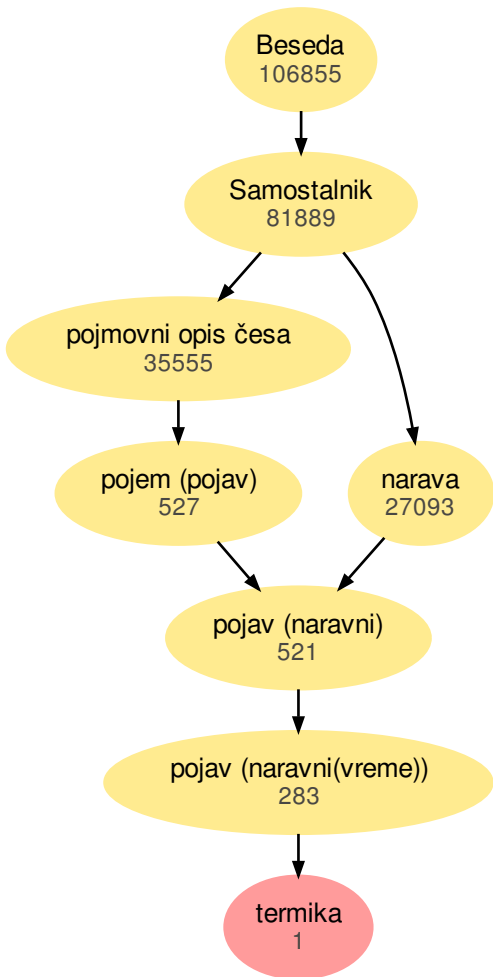 Beseda
106855
Samostalnik
81889
pojmovni opis česa
35555
pojem (pojav)
527
narava
27093
pojav (naravni)
521
pojav (naravni(vreme))
283
termika
1